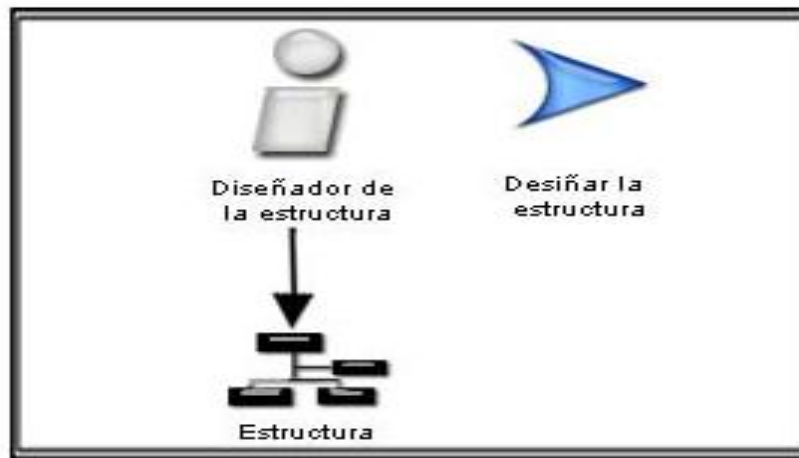 Diseñador de
la estructura
Desiñar la
estructura
Estructura